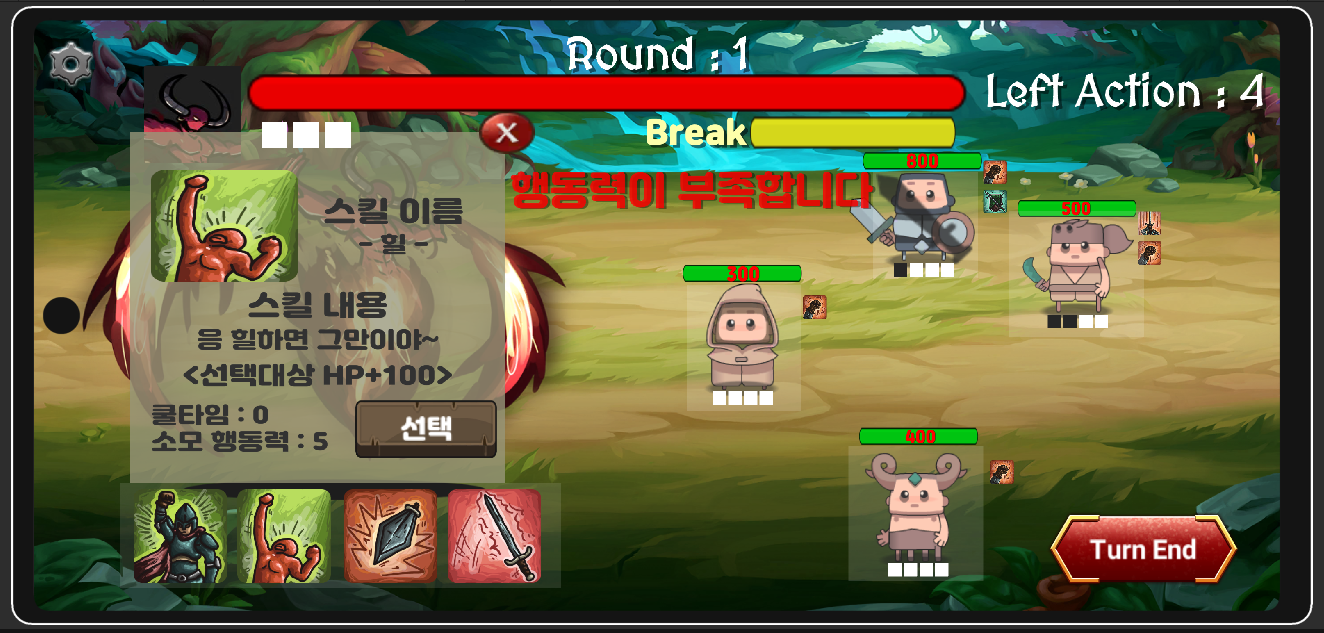 Round : 1
Left Action : 4
Break
800
행동력이 부족합니다
스킬 이름
- 힐 -
500
300
스킬 내용
응 힐하면 그만이야~
<선택대상 HP+100>
쿨타임 : 0
소모 행동력 : 5
선택
400
Turn End